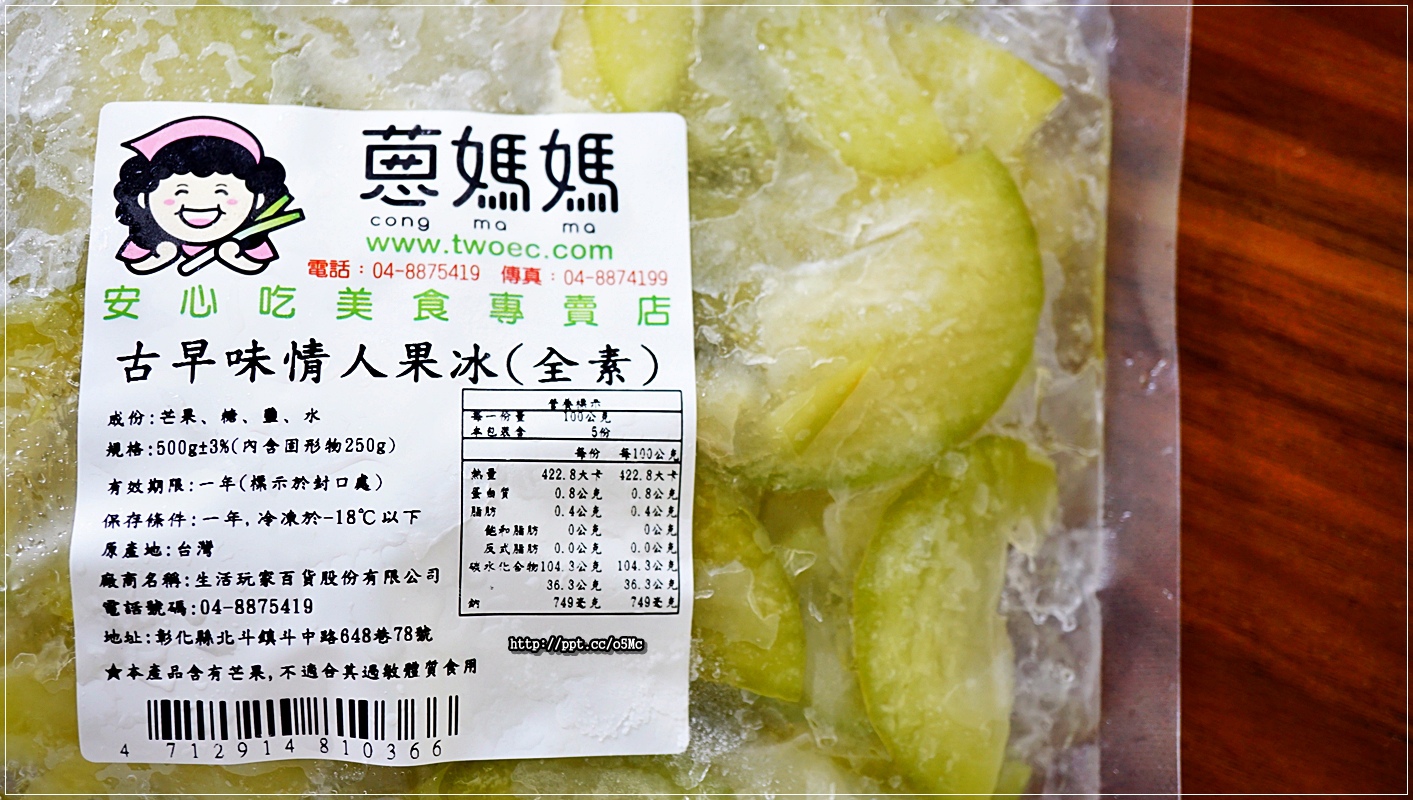 蔥媽媽
cong ma ma
www.twoec.com
電話：04-8875419 傳真：04-8874199
安心吃美食專賣店
古早味情人果冰(全素)
成份:芒果、糖、鹽、水
規格:500g±3%(內含固形物250g)
有效期限:一年(標示於封口處)
保存條件:一年,冷凍於-18℃以下
原產地:台灣
廠商名稱:生活玩家百貨股份有限公司
電話號碼:04-8875419
地址:彰化縣北斗鎮斗中路648巷78號
★本產品含有芒果,不適合其過敏體質食用
營養標示
每一份量 100公克
本包裝含 5份
每份 每100公克
熱量 422.8大卡 422.8大卡
蛋白質 0.8公克 0.8公克
脂肪 0.4公克 0.4公克
飽和脂肪 0公克 0公克
反式脂肪 0.0公克 0.0公克
碳水化合物 104.3公克 104.3公克
36.3公克 36.3公克
鈉 749毫克 749毫克
http://ppt.cc/o5Mc
4 712914 810366